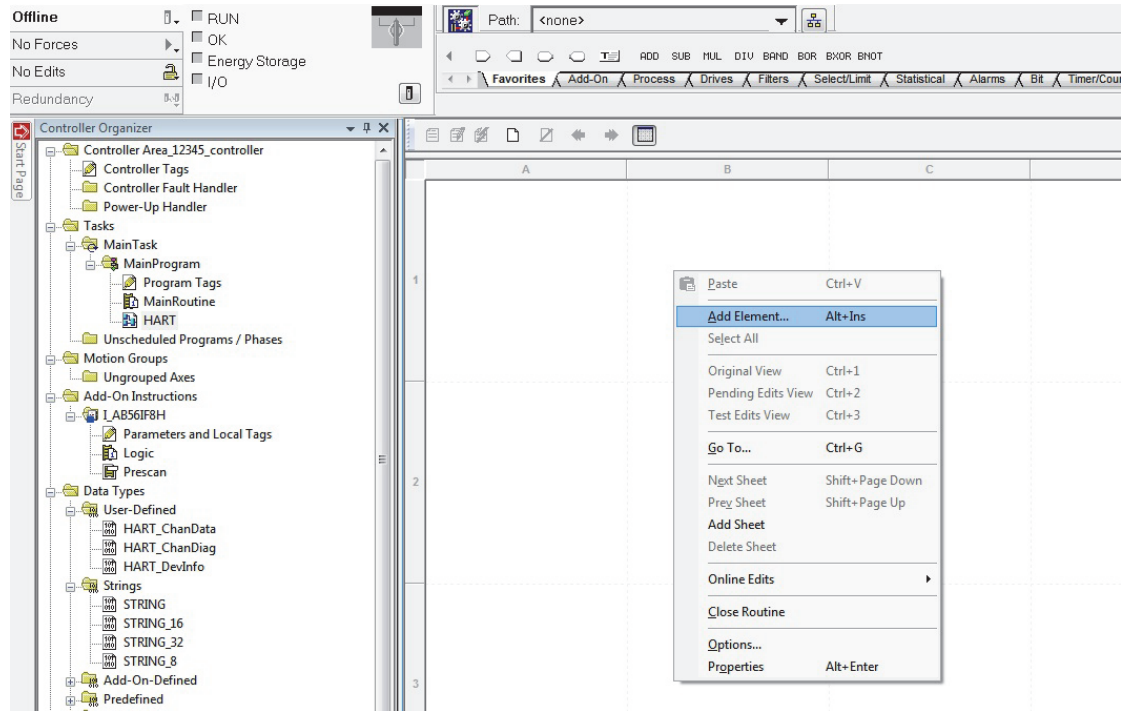 Offline
RUN
No Forces
OK
Energy Storage
No Edits
I/O
Redundancy
Path: <none>
ADD SUB MUL DIV BAND BOR BXOR BNOT
Favorites Add-On Process Drives Filters Select/Limit Statistical Alarms Bit Timer/Cour
Start Page
Controller Organizer
Controller Area_12345_controller
Controller Tags
Controller Fault Handler
Power-Up Handler
Tasks
MainTask
MainProgram
Program Tags
MainRoutine
HART
Unscheduled Programs / Phases
Motion Groups
Ungrouped Axes
Add-On Instructions
I_AB56IF8H
Parameters and Local Tags
Logic
Prescan
Data Types
User-Defined
HART_ChanData
HART_ChanDiag
HART_DevInfo
Strings
STRING
STRING_16
STRING_32
STRING_8
Add-On-Defined
Predefined
A B C
1
2
3
Paste Ctrl+V
Add Element... Alt+Ins
Select All
Original View Ctrl+1
Pending Edits View Ctrl+2
Test Edits View Ctrl+3
Go To... Ctrl+G
Next Sheet Shift+Page Down
Prev Sheet Shift+Page Up
Add Sheet
Delete Sheet
Online Edits
Close Routine
Options...
Properties Alt+Enter